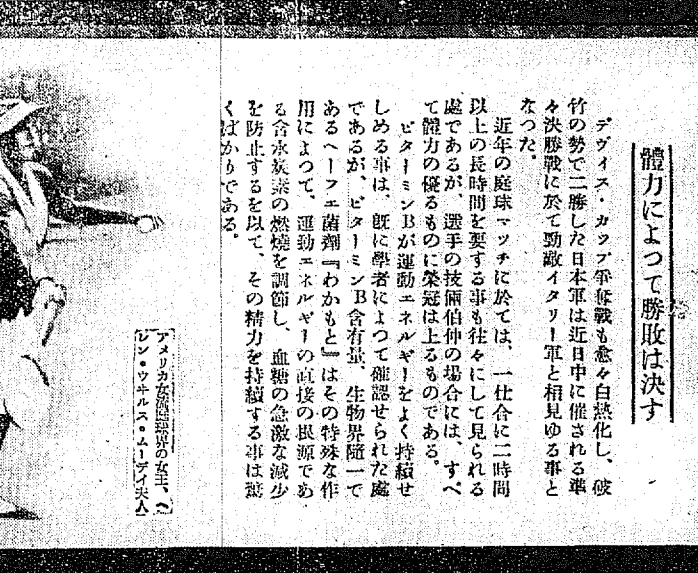 體力によつて勝敗は決す
デヴイス・カツプ爭奪戰も愈々白熱化し、破
竹の勢で二勝した日本軍は近日中に催される準
々決勝戰に於て勁敵イタリー軍と相見ゆる事と
なつた。
近年の庭球マツチに於ては、一仕合に二時間
以上の長時間を要する事も往々にして見られる
處であるが、選手の技倆伯仲の場合には、すべ
て體力の優るものに榮冠は上るものである。
ビターミンBが運動エネルギーをよく持續せ
しめる事は、既に學者によつて確認せられた處
であるが、ビターミンB含有量、生物界隨一で
あるヘーフエ菌劑『わかもと』はその特殊な作
用によつて、運動エネルギーの直接の根源であ
る含水炭素の燃燒を調節し、血糖の急激な減少
を防止するを以て、その精力を持續する事は驚
くばかりである。
アメリカ女流庭球界の女王、ヘ
レン・ウキルス・ムーデイ夫人